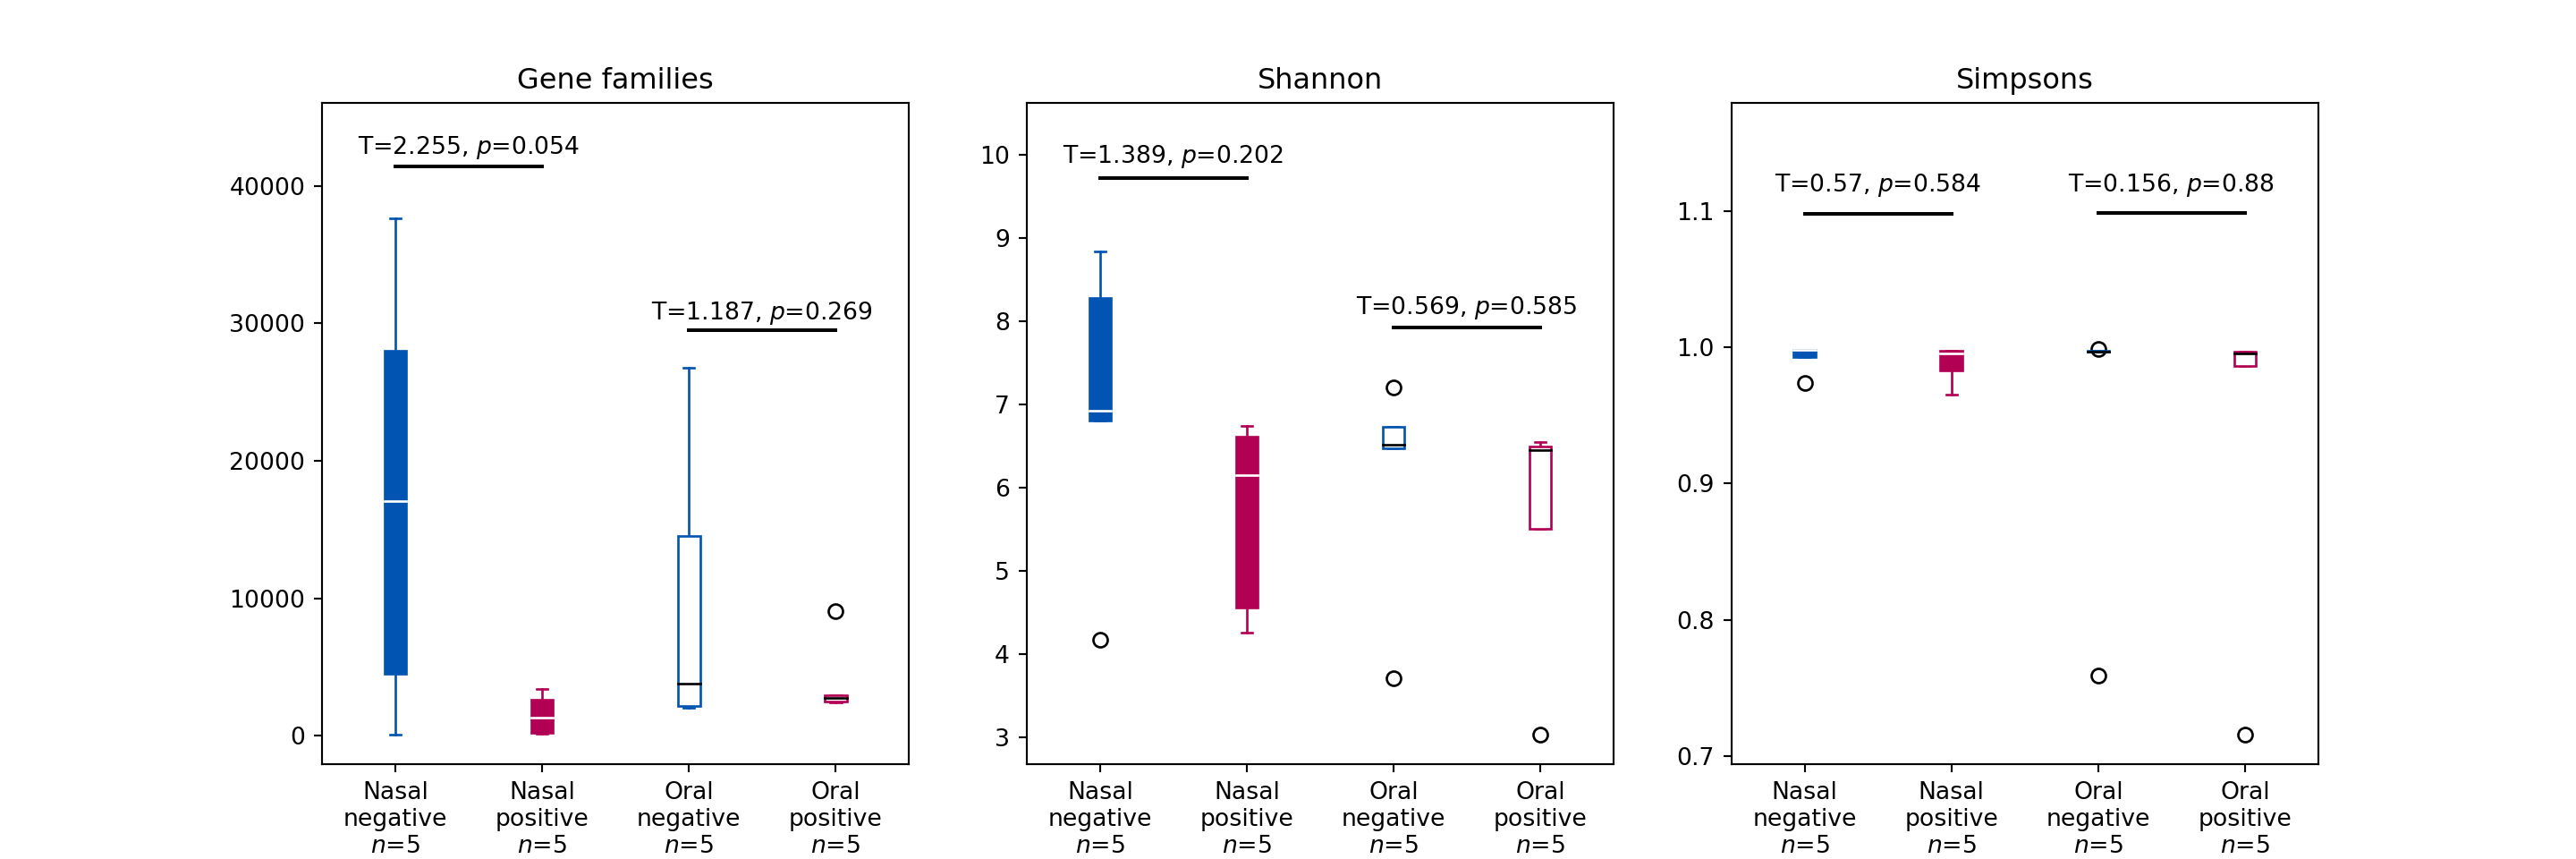 Gene families
T=2.255, p=0.054
T=1.187, p=0.269
40000
30000
20000
10000
0
Nasal
negative
n=5
Nasal
positive
n=5
Oral
negative
n=5
Oral
positive
n=5
Shannon
T=1.389, p=0.202
T=0.569, p=0.585
10
9
8
7
6
5
4
3
Nasal
negative
n=5
Nasal
positive
n=5
Oral
negative
n=5
Oral
positive
n=5
Simpsons
T=0.57, p=0.584
T=0.156, p=0.88
1.1
1.0
0.9
0.8
0.7
Nasal
negative
n=5
Nasal
positive
n=5
Oral
negative
n=5
Oral
positive
n=5